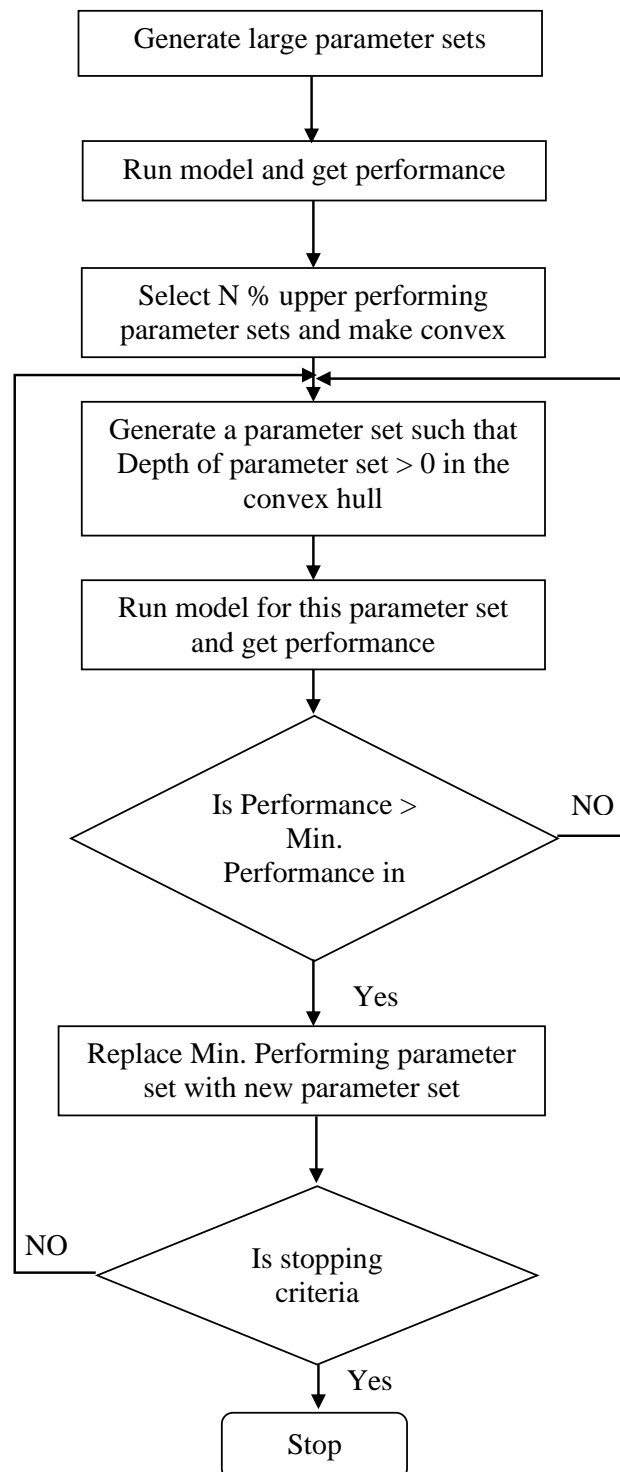 Generate large parameter sets
Run model and get performance
Select N % upper performing
parameter sets and make convex
Generate a parameter set such that
Depth of parameter set > 0 in the
convex hull
Run model for this parameter set
and get performance
Is Performance >
Min.
Performance in
NO
Yes
Replace Min. Performing parameter
set with new parameter set
NO
Is stopping
criteria
Yes
Stop